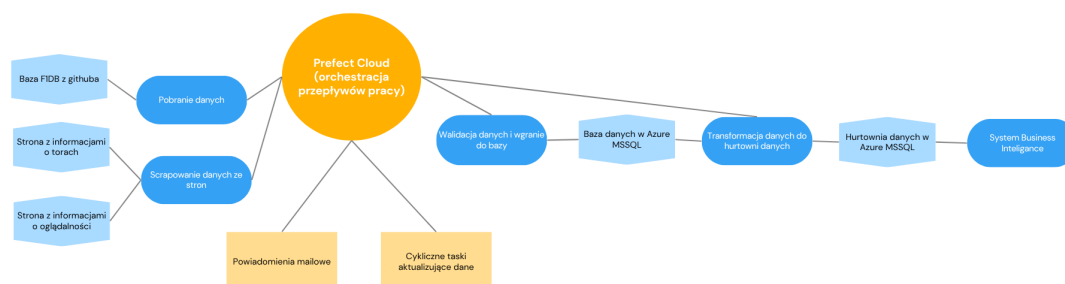 Prefect Cloud
(orchestracja
przepływów pracy)
Baza F1DB z githuba
Pobranie danych
Strona z informacjami
o torach
Scrapowanie danych ze
stron
Strona z informacjami
o oglądalności
Powiadomienia mailowe
Cykliczne taski
aktualizujące dane
Walidacja danych i wgranie
do bazy
Baza danych w Azure
MSSQL
Transformacja danych do
hurtowni danych
Hurtownia danych w
Azure MSSQL
System Business
Inteligance